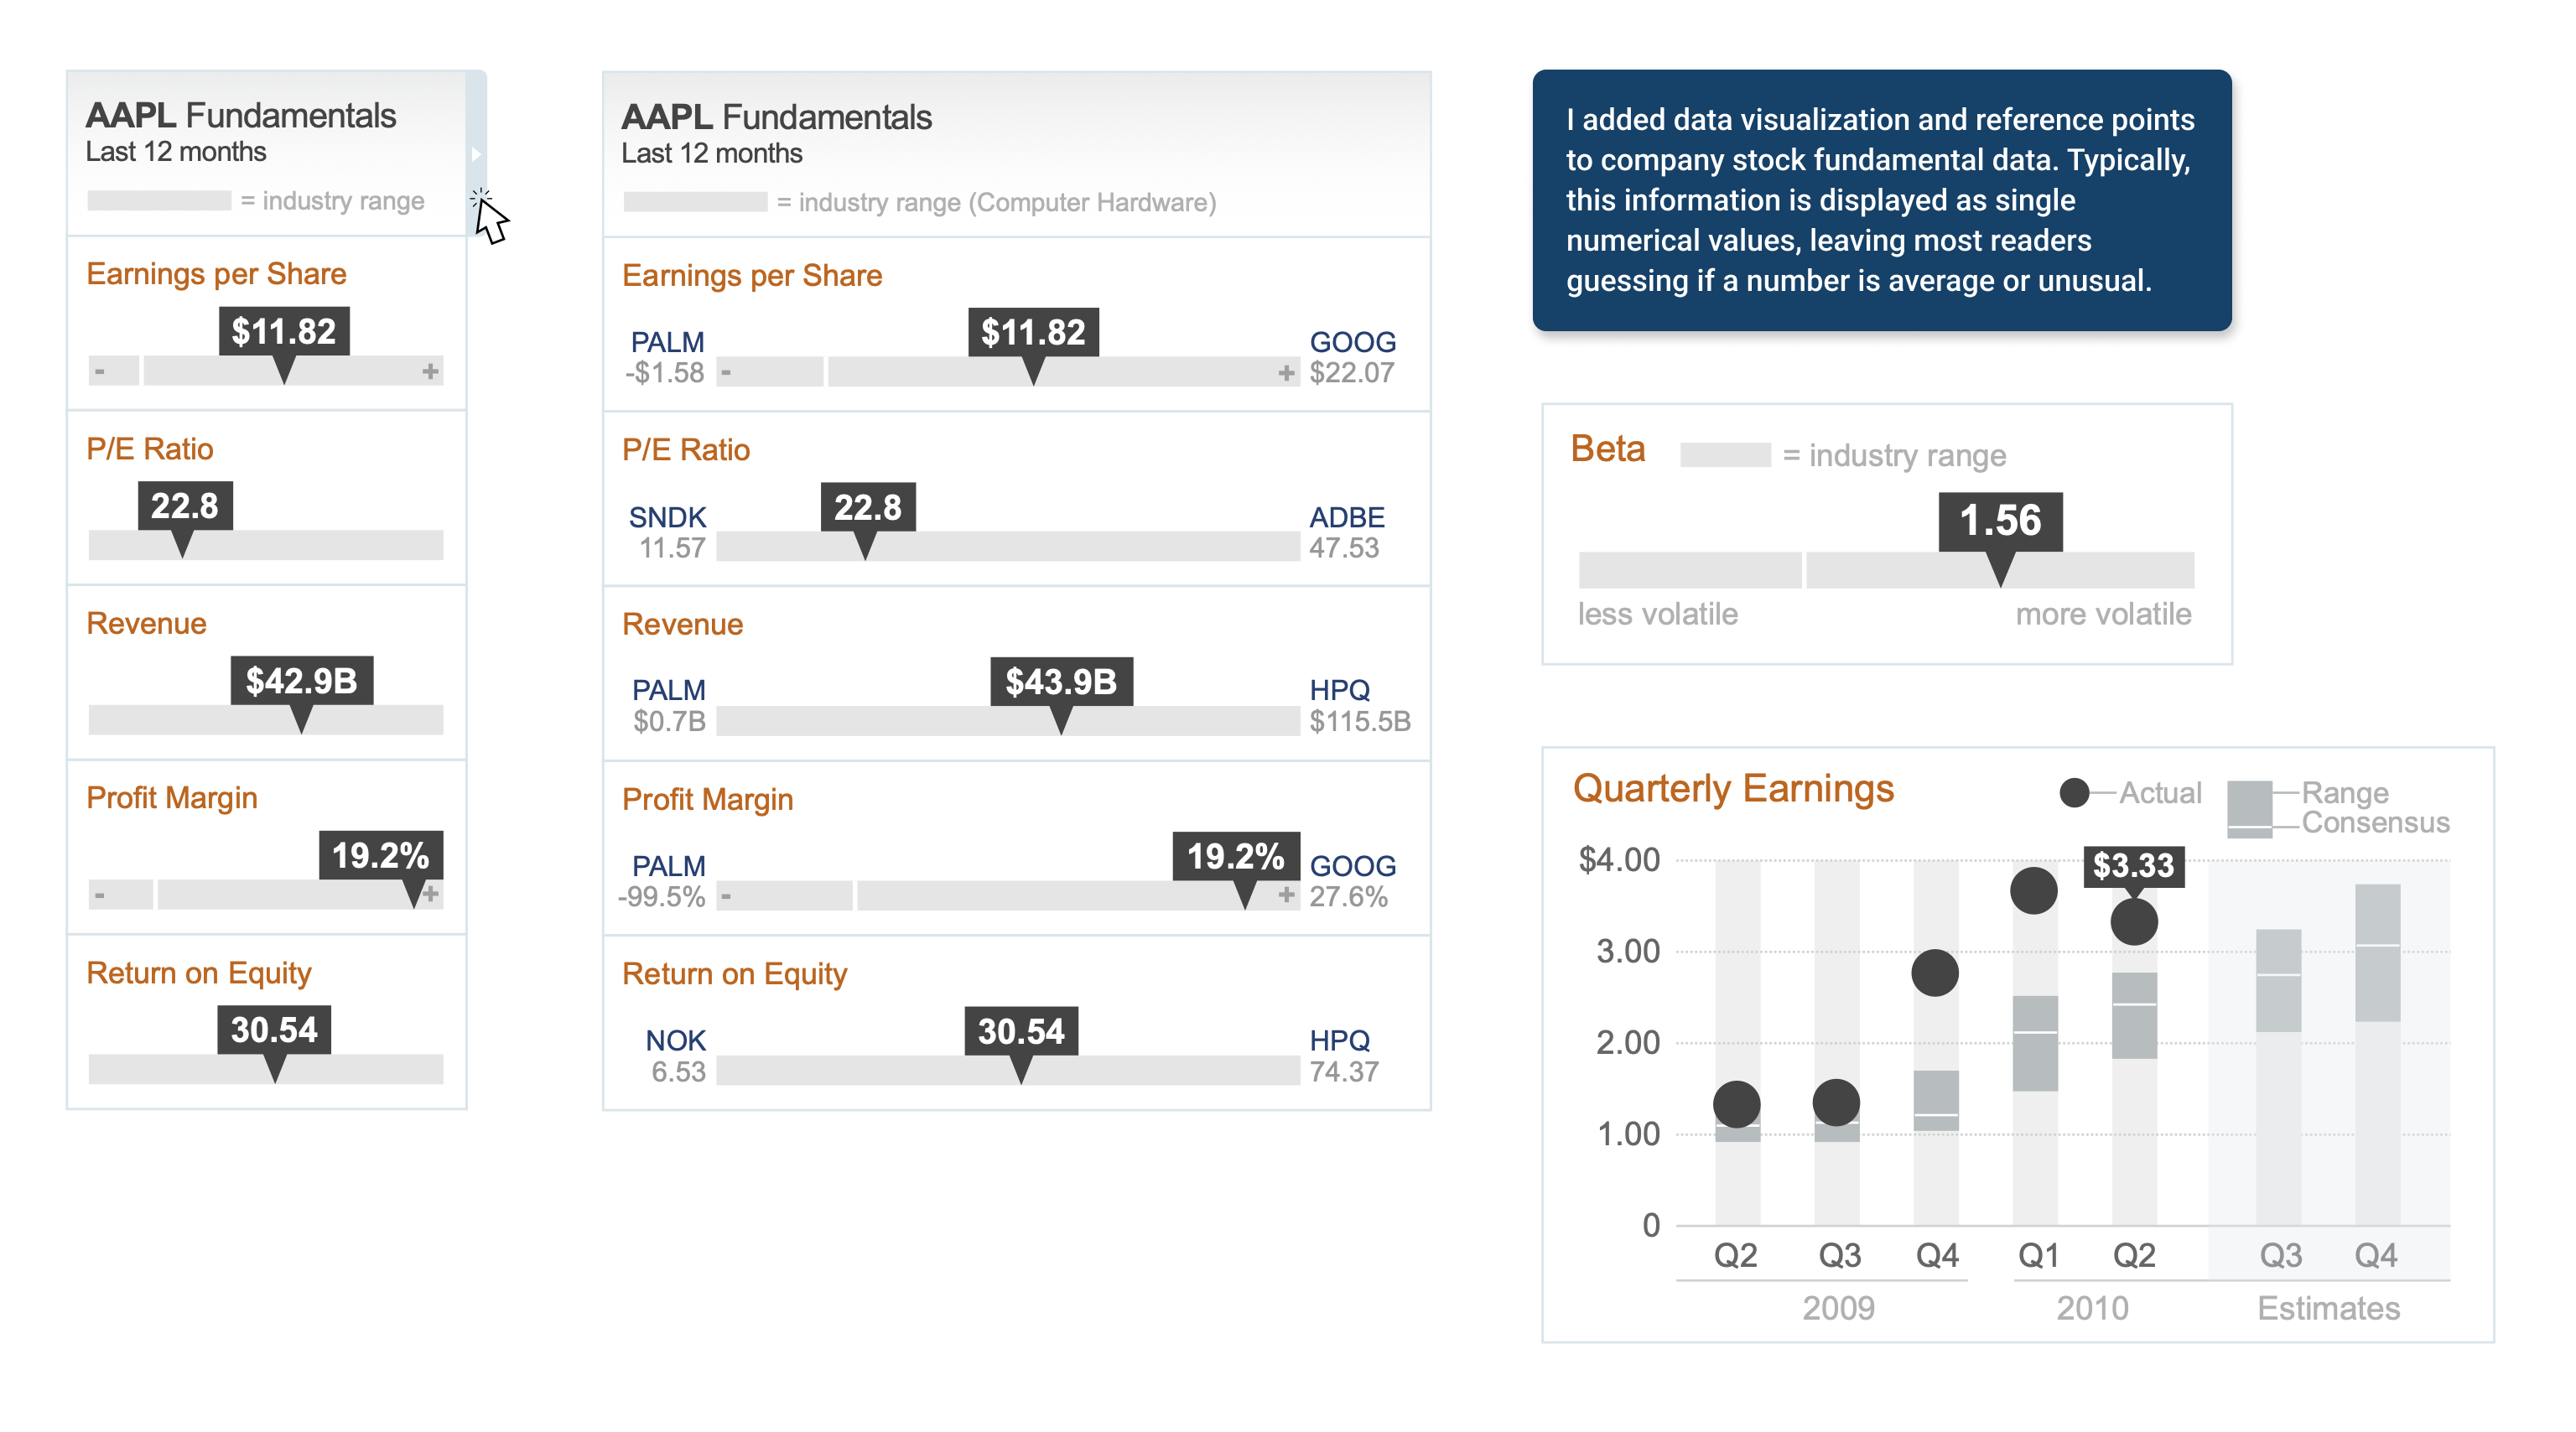 AAPL Fundamentals
Last 12 months
= industry range
Earnings per Share
$11.82
- +
P/E Ratio
22.8
Revenue
$42.9B
Profit Margin
19.2%
- +
Return on Equity
30.54
AAPL Fundamentals
Last 12 months
= industry range (Computer Hardware)
Earnings per Share
PALM $11.82 GOOG
-$1.58 - + $22.07
P/E Ratio
SNDK 22.8 ADBE
11.57 47.53
Revenue
PALM $43.9B HPQ
$0.7B $115.5B
Profit Margin
PALM 19.2% GOOG
-99.5% - + 27.6%
Return on Equity
NOK 30.54 HPQ
6.53 74.37
I added data visualization and reference points
to company stock fundamental data. Typically,
this information is displayed as single
numerical values, leaving most readers
guessing if a number is average or unusual.
Beta = industry range
1.56
less volatile more volatile
Quarterly Earnings Actual Range
Consensus
$4.00 $3.33
3.00
2.00
1.00
0
Q2 Q3 Q4 Q1 Q2 Q3 Q4
2009 2010 Estimates